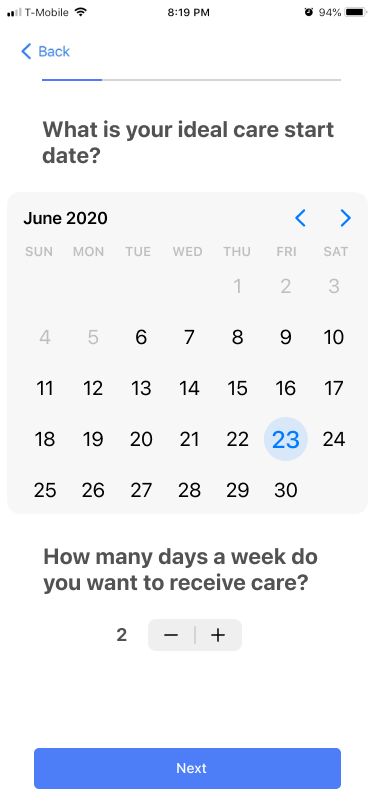 T-Mobile 8:19 PM 94%
Back
What is your ideal care start
date?
June 2020
SUN MON TUE WED THU FRI SAT
1 2 3
4 5 6 7 8 9 10
11 12 13 14 15 16 17
18 19 20 21 22 23 24
25 26 27 28 29 30
How many days a week do
you want to receive care?
2 − +
Next